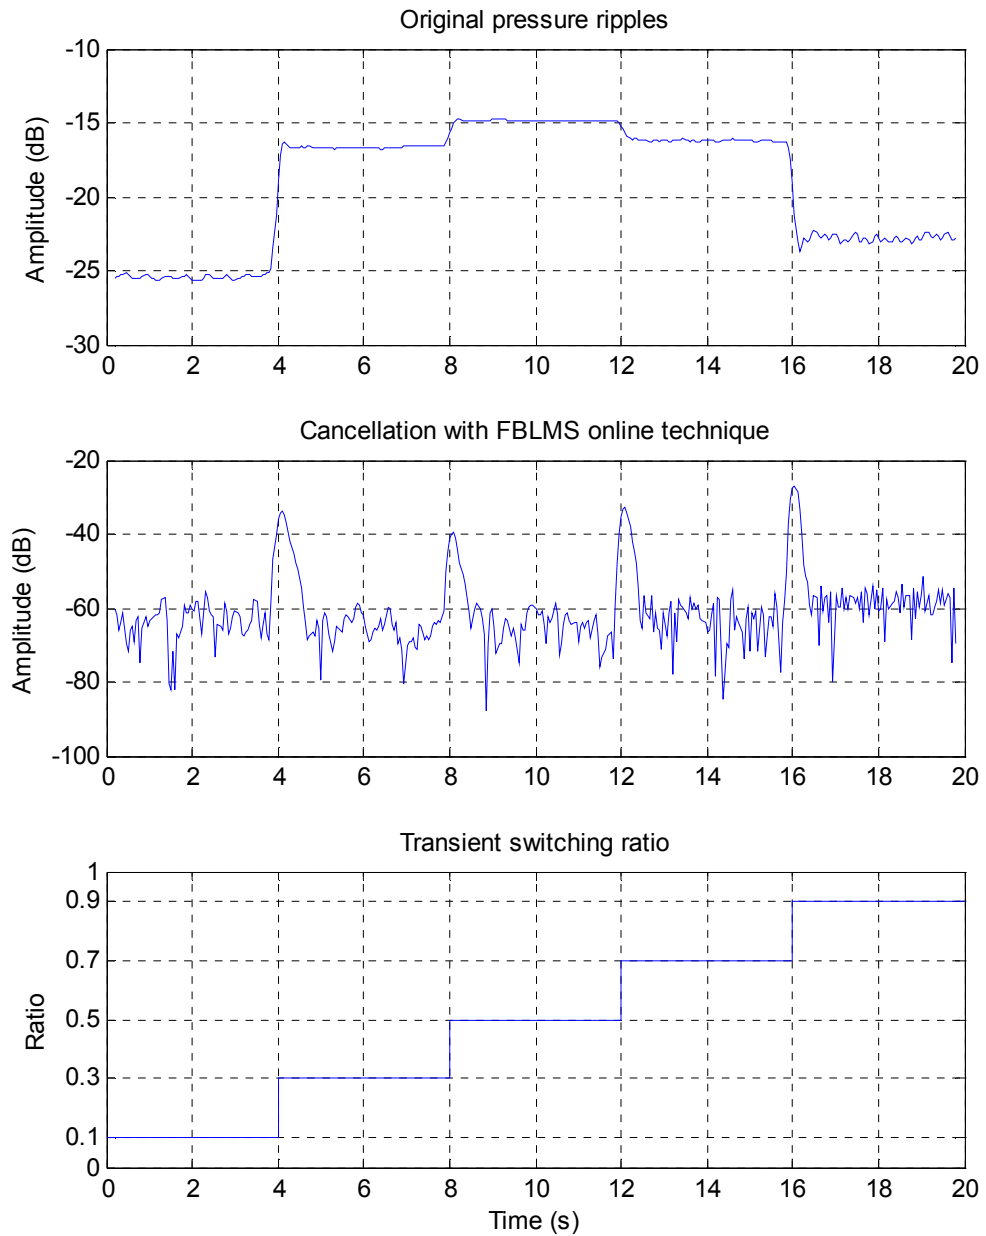 Original pressure ripples
Amplitude (dB)
-10
-15
-20
-25
-30
0 2 4 6 8 10 12 14 16 18 20
Cancellation with FBLMS online technique
Amplitude (dB)
-20
-40
-60
-80
-100
0 2 4 6 8 10 12 14 16 18 20
Transient switching ratio
Ratio
1
0.9
0.7
0.5
0.3
0.1
0
0 2 4 6 8 10 12 14 16 18 20
Time (s)